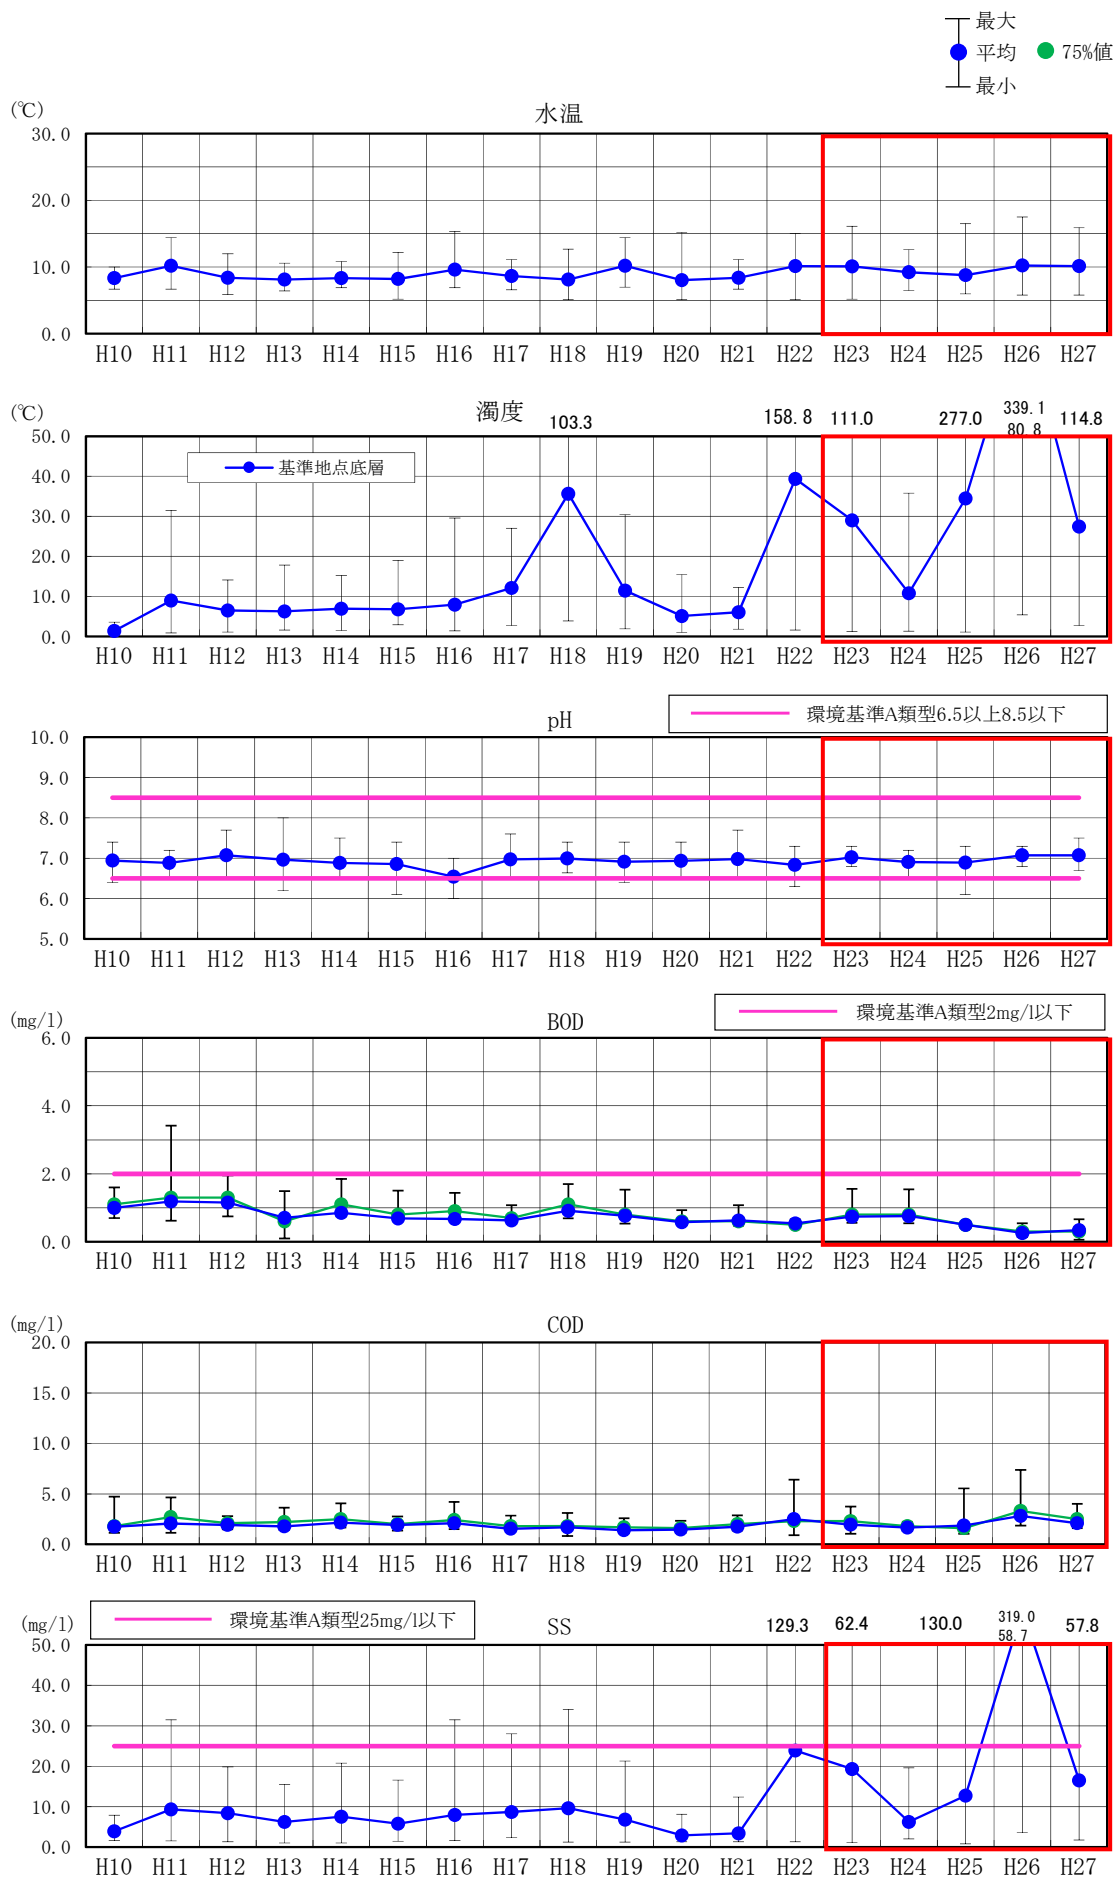 最大
平均 75%値
最小
(℃)
水温
30.0
20.0
10.0
0.0
H10 H11 H12 H13 H14 H15 H16 H17 H18 H19 H20 H21 H22 H23 H24 H25 H26 H27
(℃)
濁度
103.3 158.8 111.0 277.0 339.1 114.8
80.8
50.0
基準地点底層
40.0
30.0
20.0
10.0
0.0
H10 H11 H12 H13 H14 H15 H16 H17 H18 H19 H20 H21 H22 H23 H24 H25 H26 H27
環境基準A類型6.5以上8.5以下
pH
10.0
9.0
8.0
7.0
6.0
5.0
H10 H11 H12 H13 H14 H15 H16 H17 H18 H19 H20 H21 H22 H23 H24 H25 H26 H27
環境基準A類型2mg/l以下
(mg/l)
BOD
6.0
4.0
2.0
0.0
H10 H11 H12 H13 H14 H15 H16 H17 H18 H19 H20 H21 H22 H23 H24 H25 H26 H27
(mg/l)
COD
20.0
15.0
10.0
5.0
0.0
H10 H11 H12 H13 H14 H15 H16 H17 H18 H19 H20 H21 H22 H23 H24 H25 H26 H27
(mg/l)
環境基準A類型25mg/l以下
SS
129.3 62.4 130.0 319.0 57.8
58.7
50.0
40.0
30.0
20.0
10.0
0.0
H10 H11 H12 H13 H14 H15 H16 H17 H18 H19 H20 H21 H22 H23 H24 H25 H26 H27